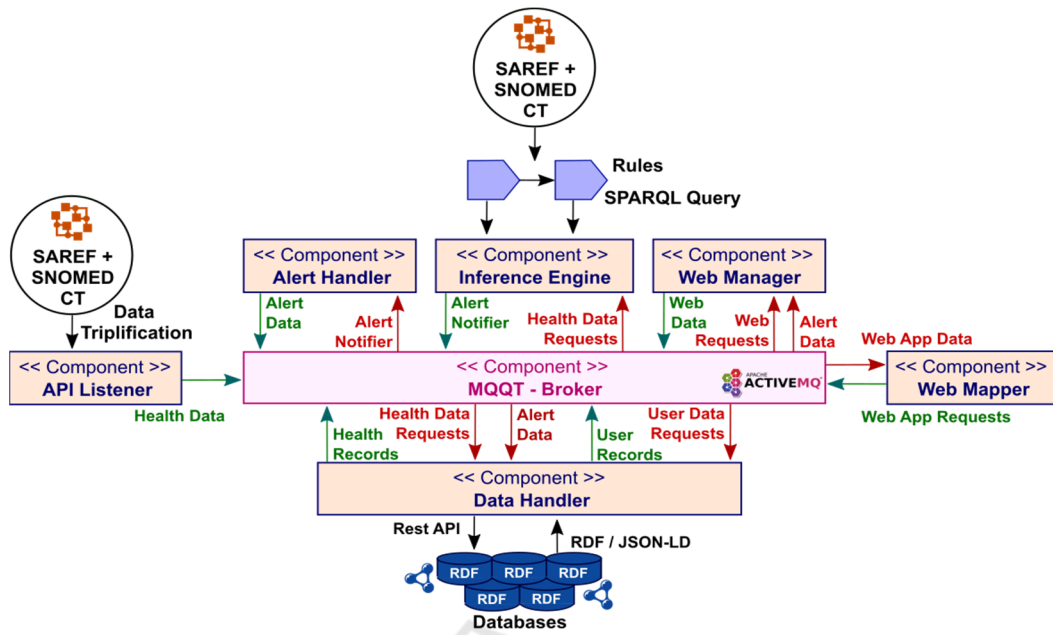 SAREF +
SNOMED
CT
Rules
SPARQL Query
SAREF +
SNOMED
CT
Data
Triplification
<< Component >>
Alert Handler
<< Component >>
Inference Engine
<< Component >>
Web Manager
Alert
Data
Alert
Notifier
Alert
Notifier
Health Data
Requests
Web
Data
Web
Requests
Alert
Data
<< Component >>
API Listener
Health Data
<< Component >>
MQQT - Broker
APACHE
ACTIVEMQ
Web App Data
<< Component >>
Web Mapper
Web App Requests
Health
Records
Health Data
Requests
Alert
Data
User
Records
User Data
Requests
<< Component >>
Data Handler
Rest API
RDF / JSON-LD
RDF
RDF
RDF
RDF
RDF
Databases